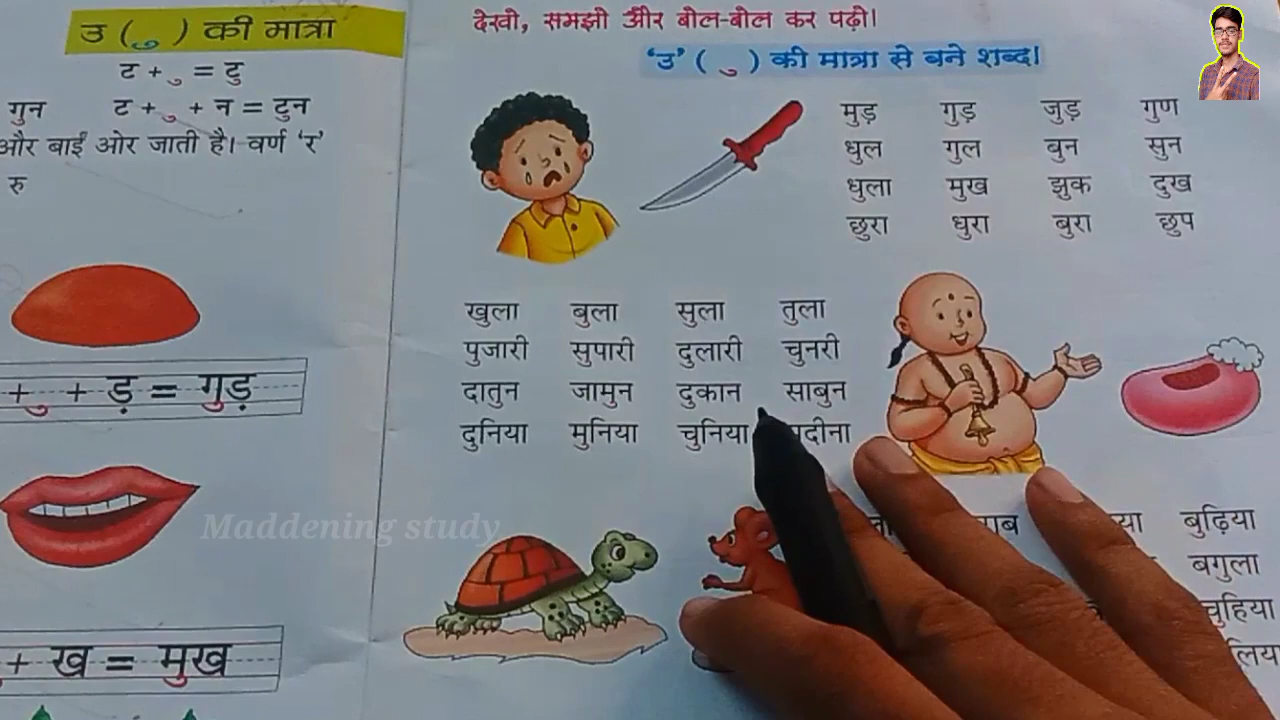 उ ( ु ) की मात्रा
ट + ु = टु
गुन ट + ु + न = टुन
और बाईं ओर जाती है। वर्ण ‘र’
रु
+ ु + ड़ = गुड़
+ ख = मुख
देखो, समझो और बोल-बोल कर पढ़ो।
‘उ’ ( ु ) की मात्रा से बने शब्द।
मुड़ गुड़ जुड़ गुण
धुल गुल बुन सुन
धुला मुख झुक दुख
छुरा धुरा बुरा छुप
खुला बुला सुला तुला
पुजारी सुपारी दुलारी चुनरी
दातुन जामुन दुकान साबुन
दुनिया मुनिया चुनिया
बुढ़िया
बगुला
चुहिया
Maddening study